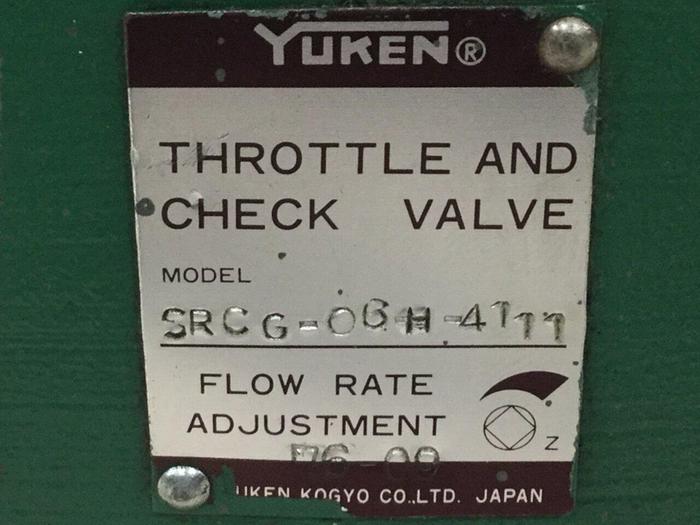 YUKEN®
THROTTLE AND
CHECK VALVE
MODEL
SRCG-06H-4111
FLOW RATE
ADJUSTMENT
Z
YUKEN KOGYO CO.,LTD. JAPAN